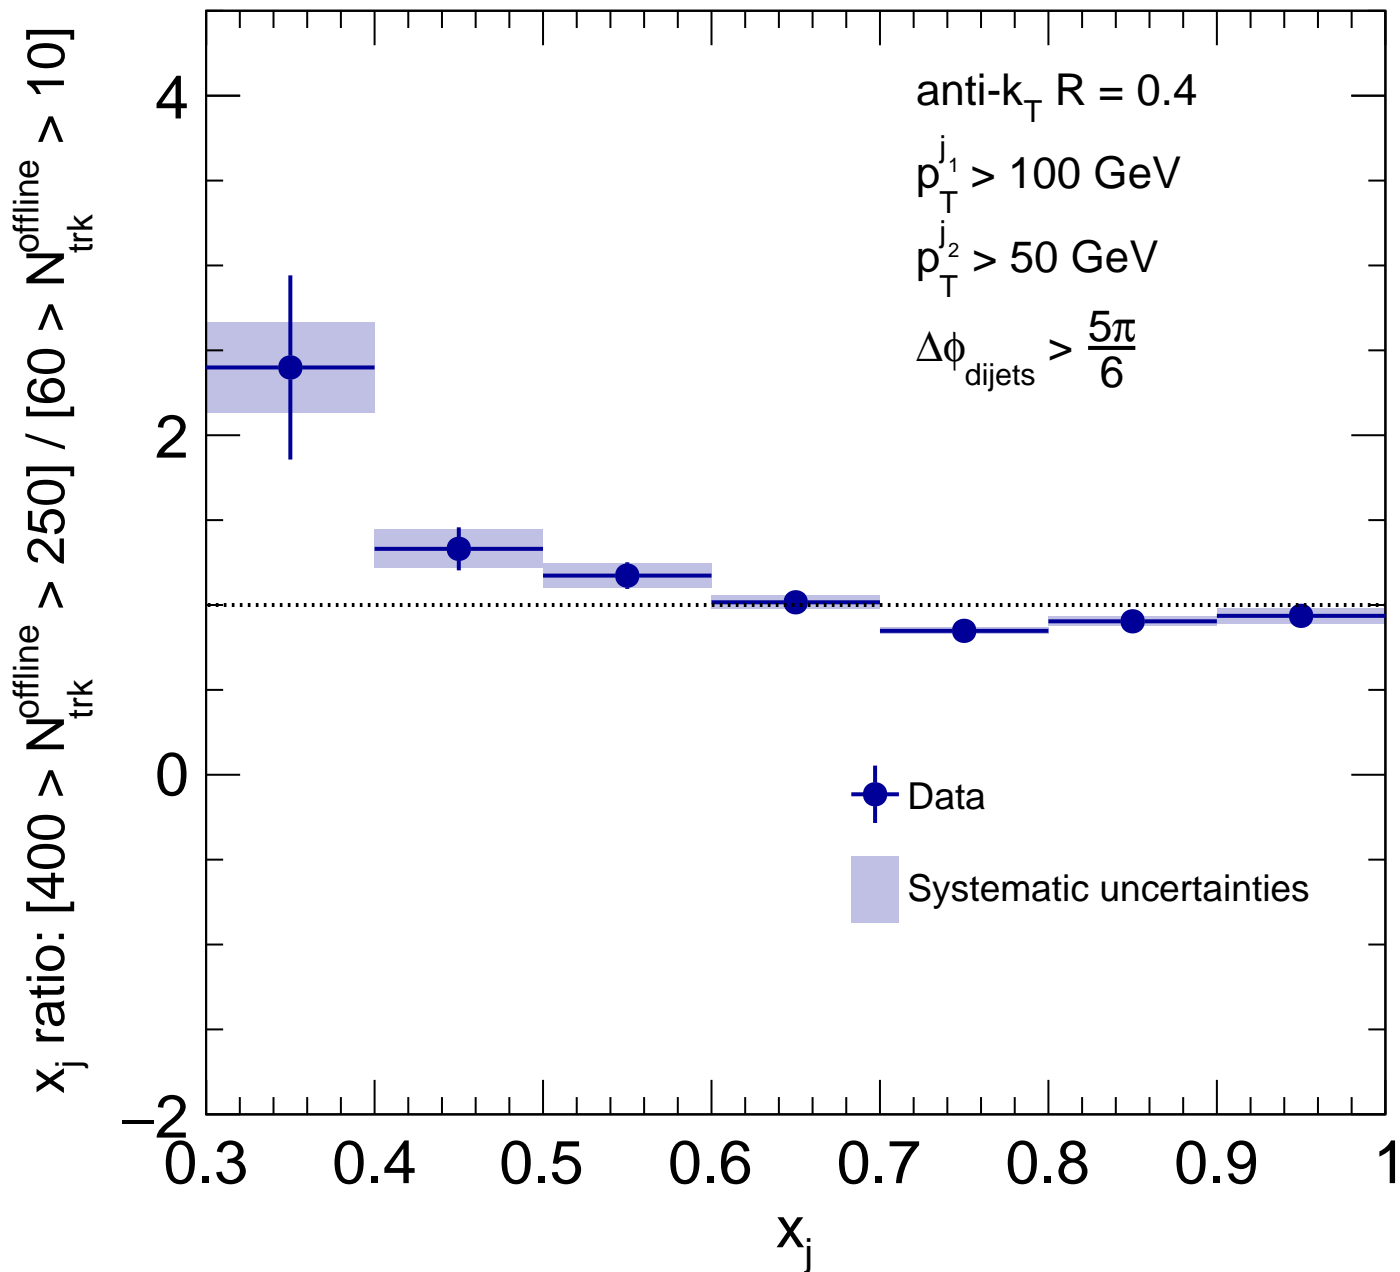 x_j ratio: [400 > N_trk^offline > 250] / [60 > N_trk^offline > 10]
4
2
0
−2
anti-k_T R = 0.4
p_T^j_1 > 100 GeV
p_T^j_2 > 50 GeV
Δϕ_dijets > 5π/6
Data
Systematic uncertainties
0.3 0.4 0.5 0.6 0.7 0.8 0.9 1
x_j